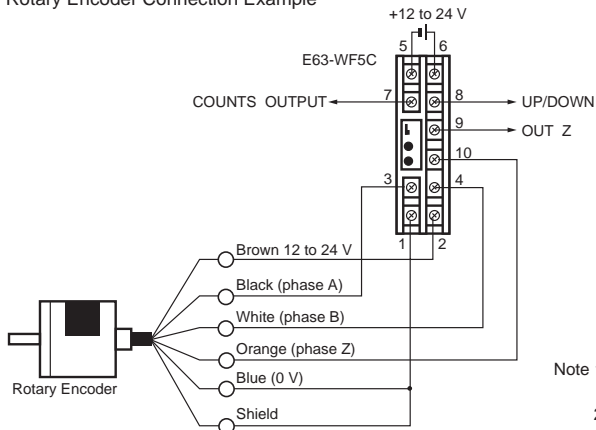 Rotary Encoder Connection Example
+12 to 24 V
5 6
E63-WF5C
COUNTS OUTPUT 7 8 UP/DOWN
9 OUT Z
10
3 4
1 2
Brown 12 to 24 V
Black (phase A)
White (phase B)
Orange (phase Z)
Blue (0 V)
Shield
Rotary Encoder
Note